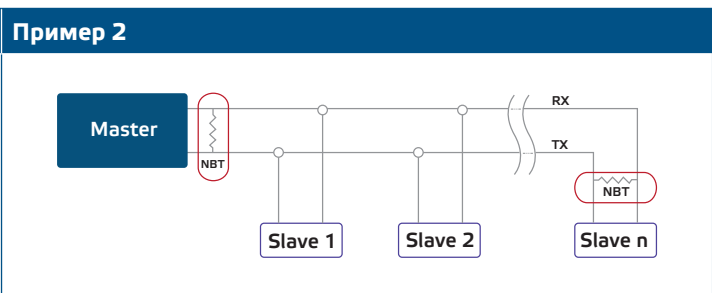 Пример 2
Master
NBT
RX
TX
NBT
Slave 1
Slave 2
Slave n